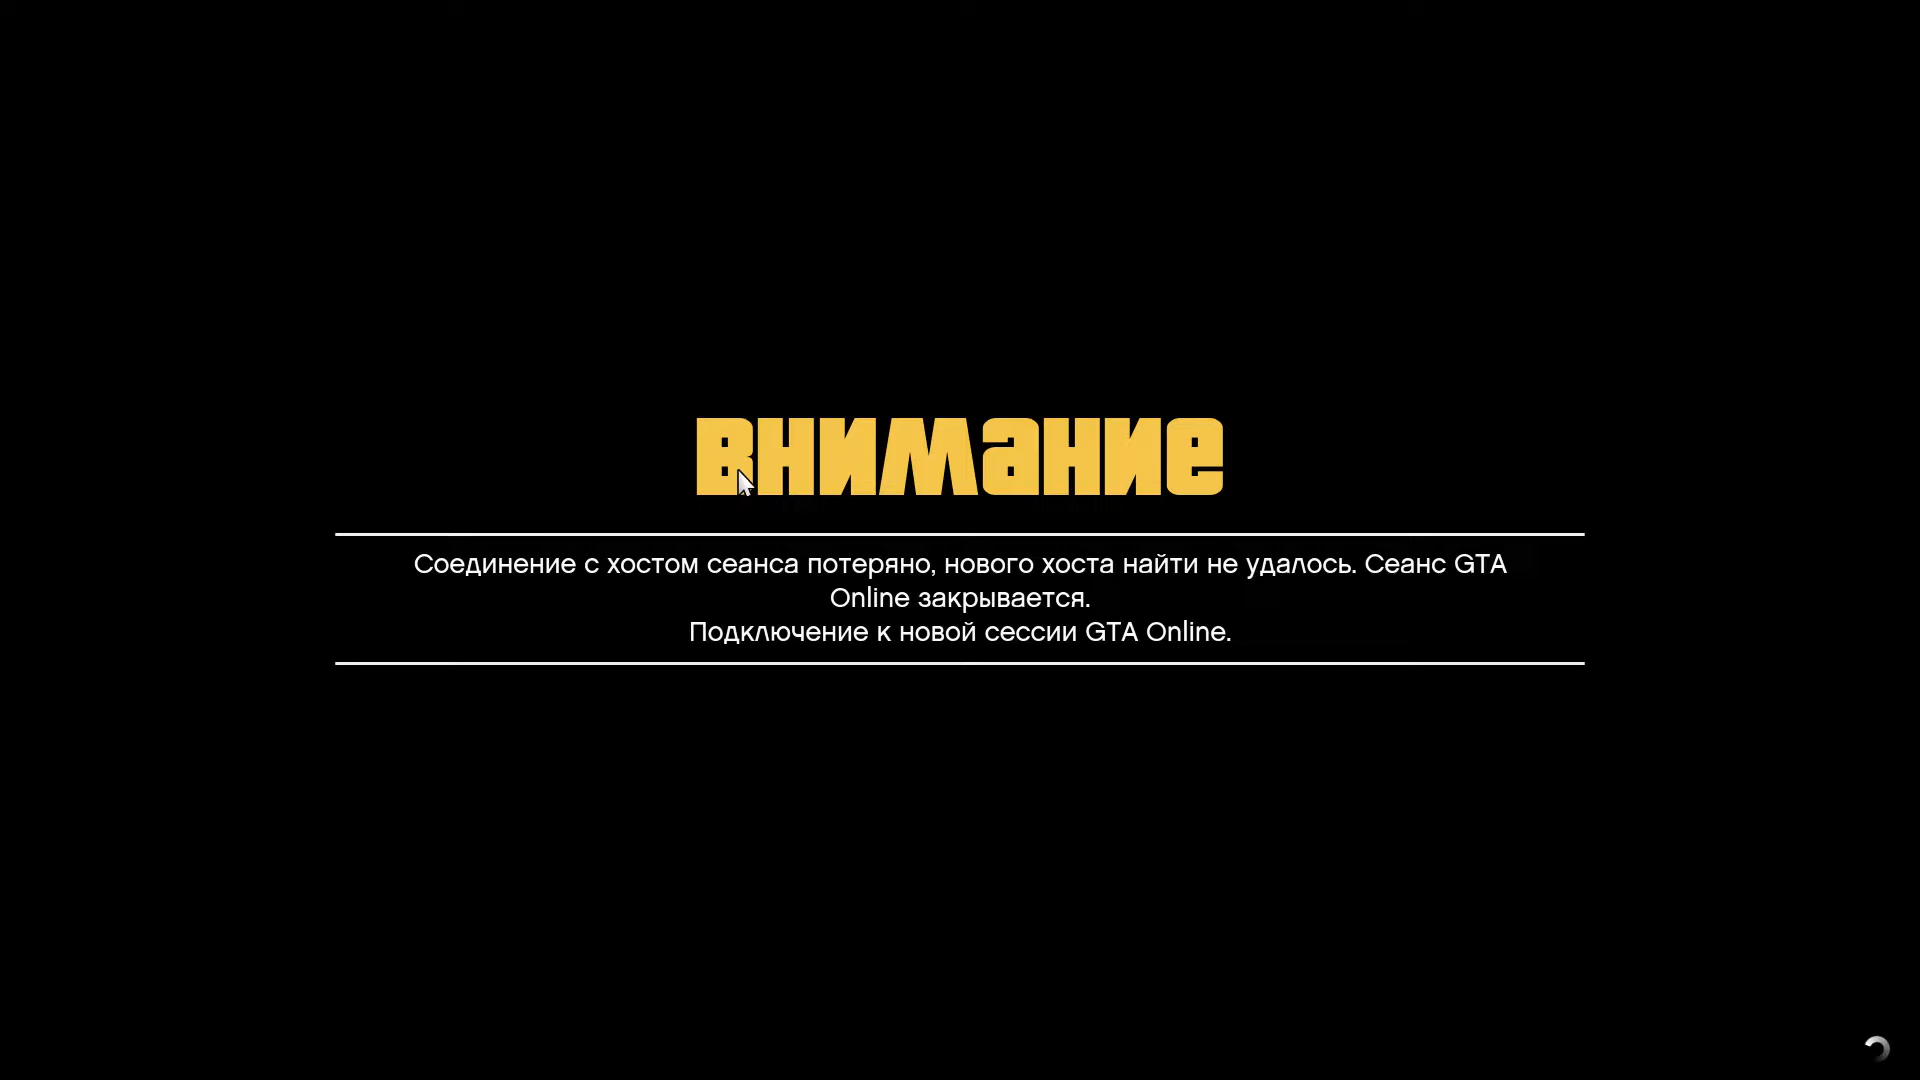 внимание
Соединение с хостом сеанса потеряно, нового хоста найти не удалось. Сеанс GTA
Online закрывается.
Подключение к новой сессии GTA Online.